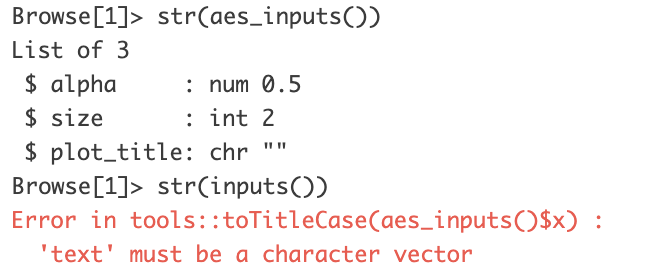 Browse[1]> str(aes_inputs())
List of 3
 $ alpha     : num 0.5
 $ size      : int 2
 $ plot_title: chr ""
Browse[1]> str(inputs())
Error in tools::toTitleCase(aes_inputs()$x) :
  'text' must be a character vector